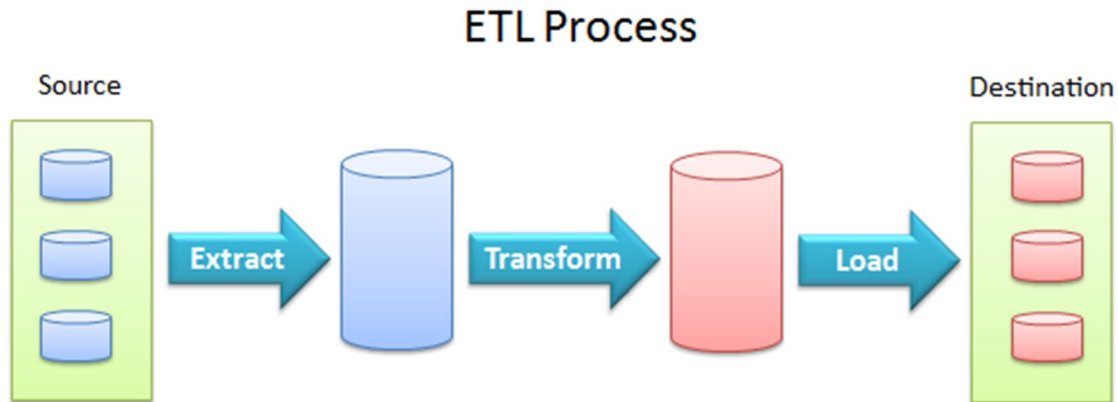 ETL Process
Source
Destination
Extract
Transform
Load